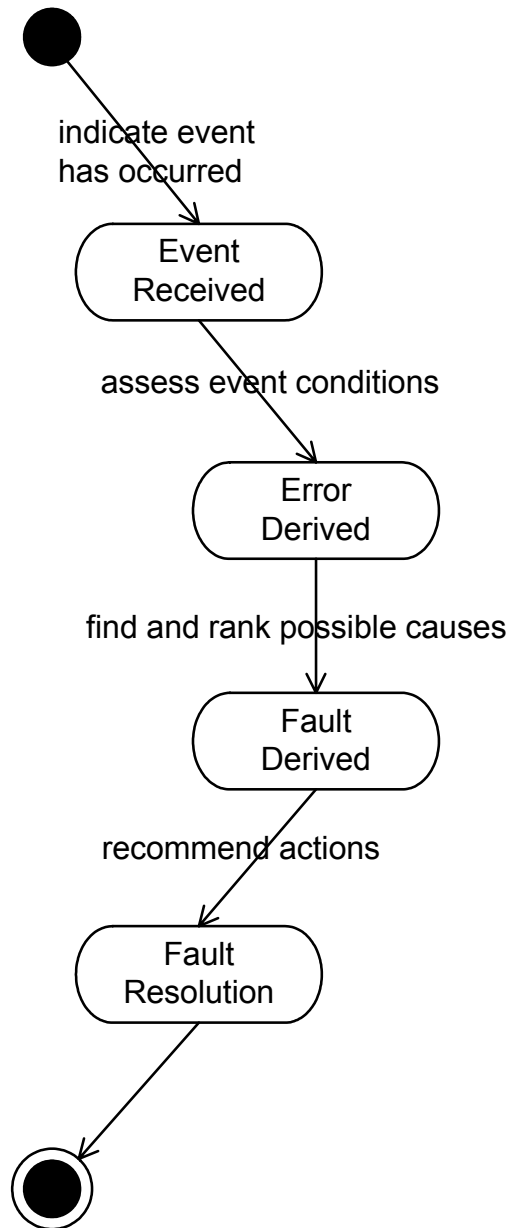 indicate event
has occurred
Event
Received
assess event conditions
Error
Derived
find and rank possible causes
Fault
Derived
recommend actions
Fault
Resolution